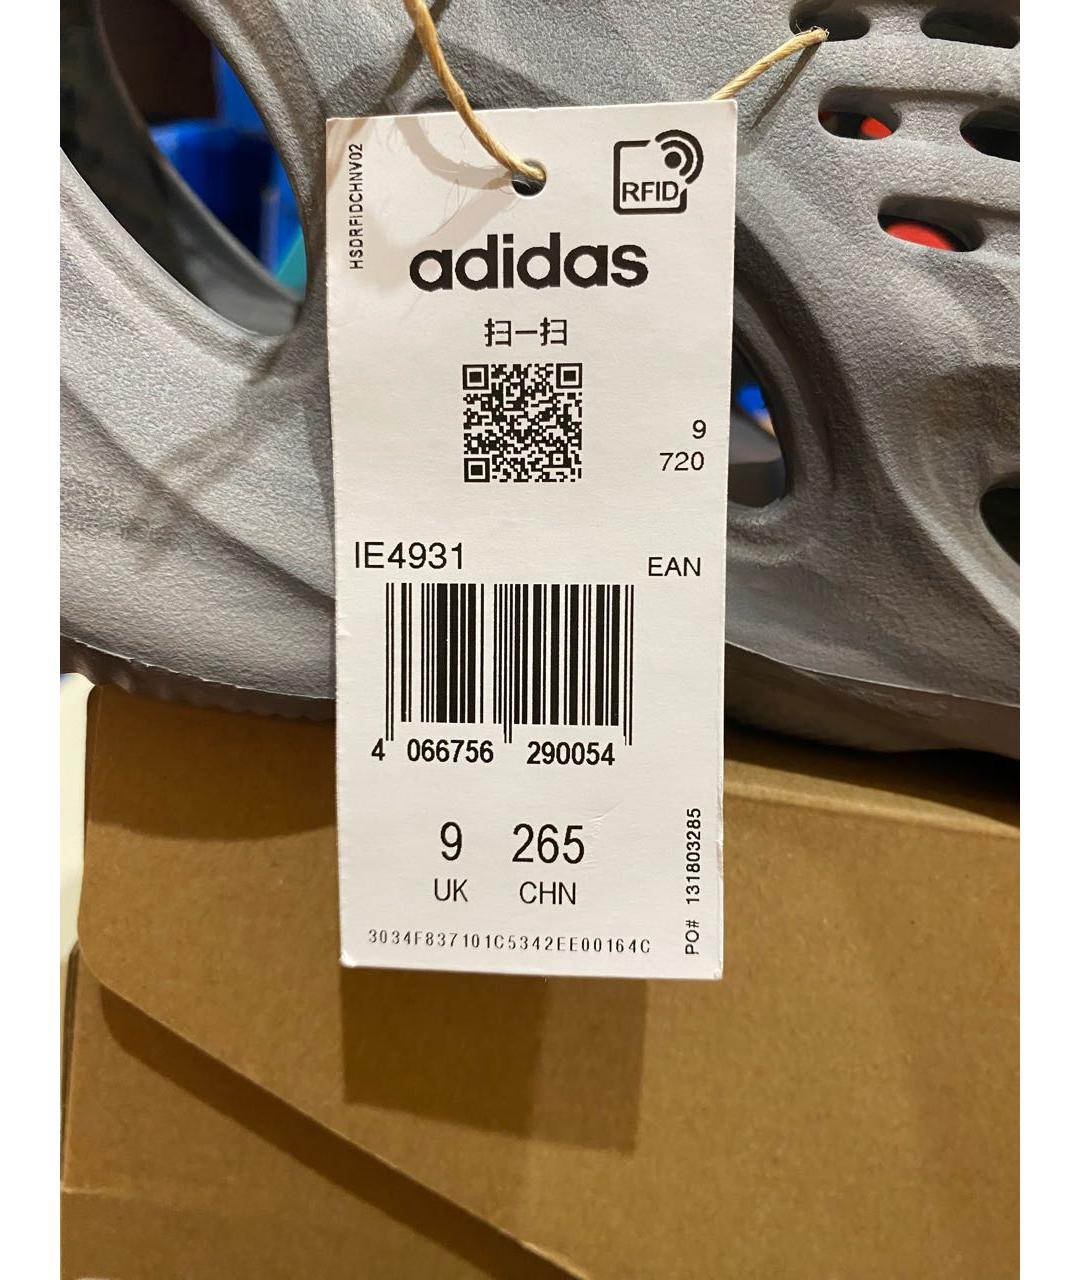 HSDRFIDCHNV02
RFID
adidas
扫一扫
9
720
IE4931
EAN
4 066756 290054
9 265
UK CHN
PO# 131803285
3034F837101C5342EE00164C